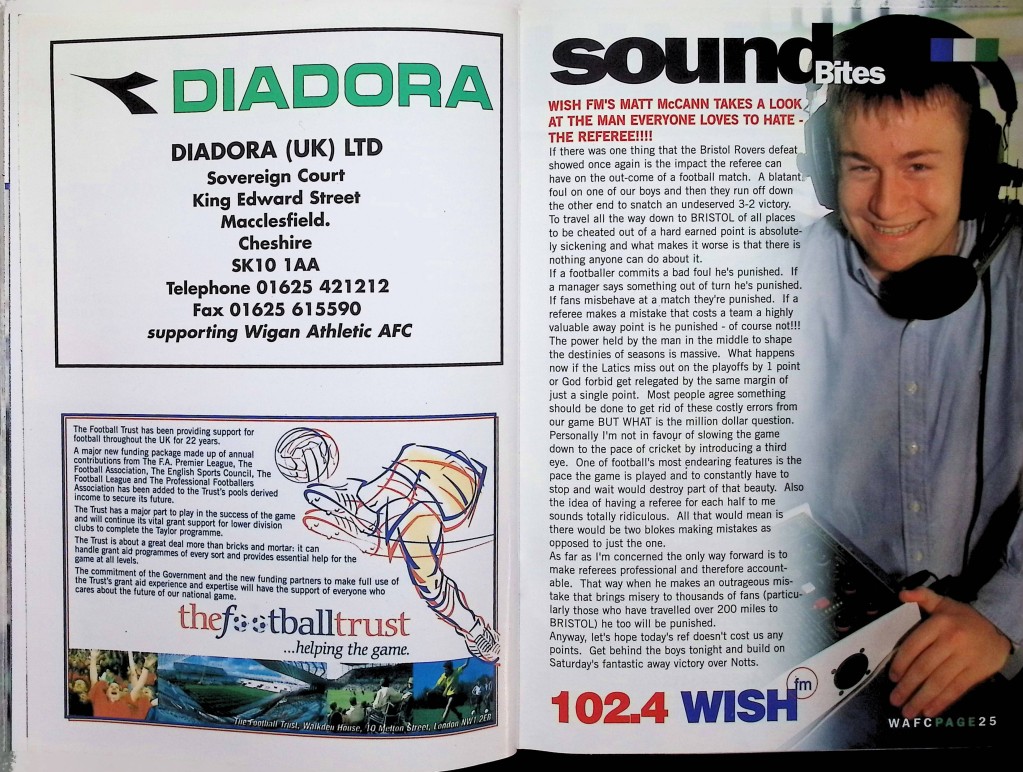 DIADORA
DIADORA (UK) LTD
Sovereign Court
King Edward Street
Macclesfield.
Cheshire
SK10 1AA
Telephone 01625 421212
Fax 01625 615590
supporting Wigan Athletic AFC
The Football Trust has been providing support for
football throughout the UK for 22 years.
A major new funding package made up of annual
contributions from The F.A. Premier League, The
Football Association, The English Sports Council, The
Football League and The Professional Footballers
Association has been added to the Trust's pools derived
income to secure its future.
The Trust has a major part to play in the success of the game
and will continue its vital grant support for lower division
clubs to complete the Taylor programme.
The Trust is about a great deal more than bricks and mortar: it can
handle grant aid programmes of every sort and provides essential help for the
game at all levels.
The commitment of the Government and the new funding partners to make full use of
the Trust's grant aid experience and expertise will have the support of everyone who
cares about the future of our national game.
thefootballtrust
...helping the game.
The Football Trust, Walkden House, 10 Melton Street, London NW1 2EB
sound
Bites
WISH FM'S MATT McCANN TAKES A LOOK
AT THE MAN EVERYONE LOVES TO HATE -
THE REFEREE!!!!
If there was one thing that the Bristol Rovers defeat
showed once again is the impact the referee can
have on the out-come of a football match. A blatant
foul on one of our boys and then they run off down
the other end to snatch an undeserved 3-2 victory.
To travel all the way down to BRISTOL of all places
to be cheated out of a hard earned point is absolute-
ly sickening and what makes it worse is that there is
nothing anyone can do about it.
If a footballer commits a bad foul he's punished. If
a manager says something out of turn he's punished.
If fans misbehave at a match they're punished. If a
referee makes a mistake that costs a team a highly
valuable away point is he punished - of course not!!!
The power held by the man in the middle to shape
the destinies of seasons is massive. What happens
now if the Latics miss out on the playoffs by 1 point
or God forbid get relegated by the same margin of
just a single point. Most people agree something
should be done to get rid of these costly errors from
our game BUT WHAT is the million dollar question.
Personally I'm not in favour of slowing the game
down to the pace of cricket by introducing a third
eye. One of football's most endearing features is the
pace the game is played and to constantly have to
stop and wait would destroy part of that beauty. Also
the idea of having a referee for each half to me
sounds totally ridiculous. All that would mean is
there would be two blokes making mistakes as
opposed to just the one.
As far as I'm concerned the only way forward is to
make referees professional and therefore account-
able. That way when he makes an outrageous mis-
take that brings misery to thousands of fans (particu-
larly those who have travelled over 200 miles to
BRISTOL) he too will be punished.
Anyway, let's hope today's ref doesn't cost us any
points. Get behind the boys tonight and build on
Saturday's fantastic away victory over Notts.
102.4 WISH fm
WAFCPAGE25